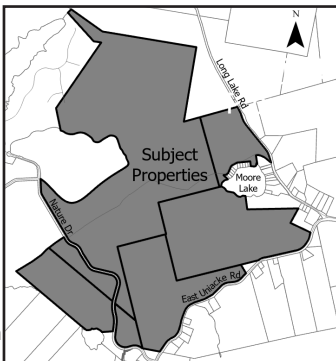 N
Long Lake Rd
Subject
Properties
Moore
Lake
Nature Dr
East Uniacke Rd